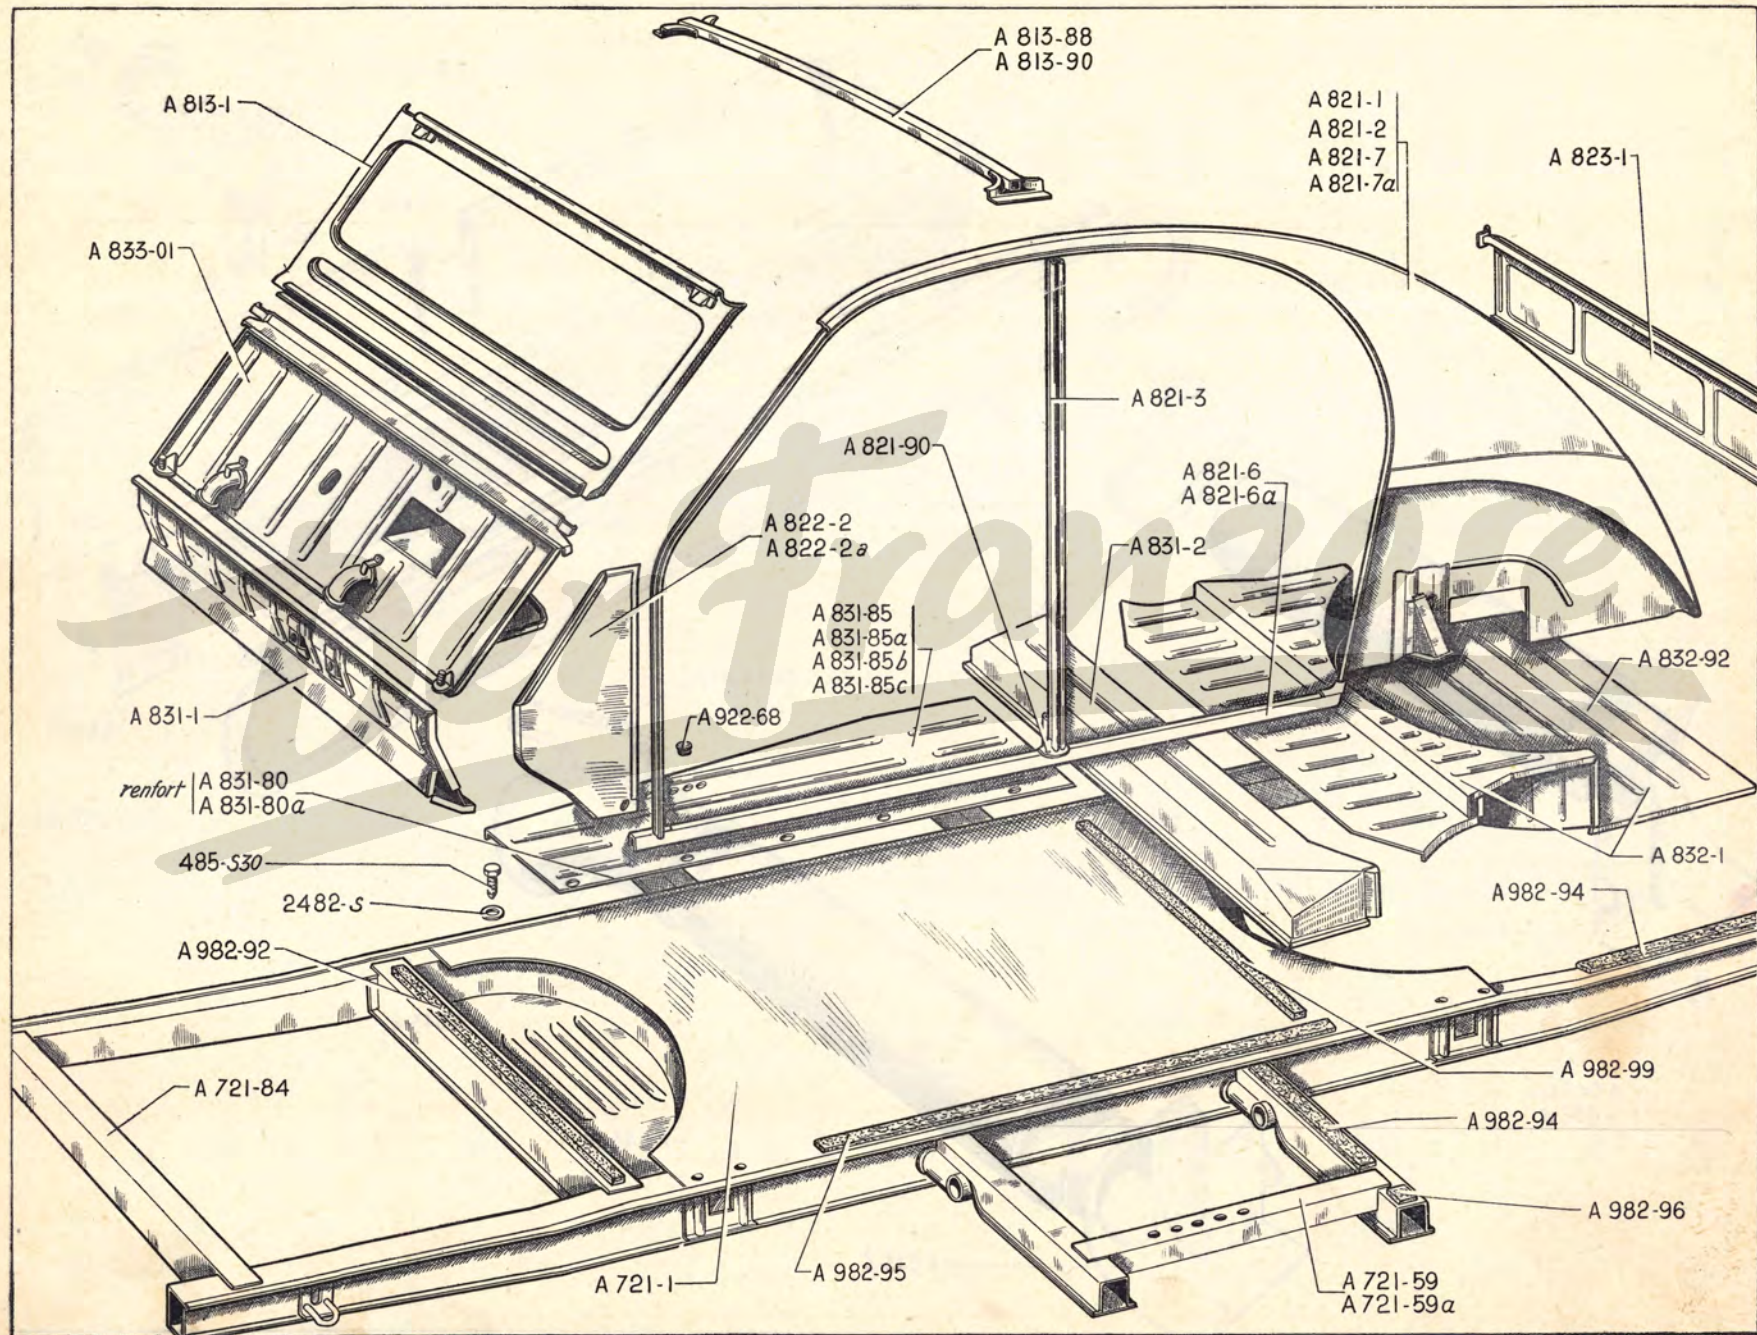 A 813-88
A 813-90
A 813-1
A 821-1
A 821-2
A 821-7
A 821-7a
A 823-1
A 833-01
A 821-3
A 821-90
A 821-6
A 821-6a
A 822-2
A 822-2a
A 831-2
A 831-85
A 831-85a
A 831-85b
A 831-85c
A 832-92
A 831-1
A 922-68
renfort A 831-80
A 831-80a
485-S30
2482-S
A 832-1
A 982-94
A 982-92
A 982-99
A 721-84
A 982-94
A 982-96
A 721-1
A 982-95
A 721-59
A 721-59a
Der Franzose